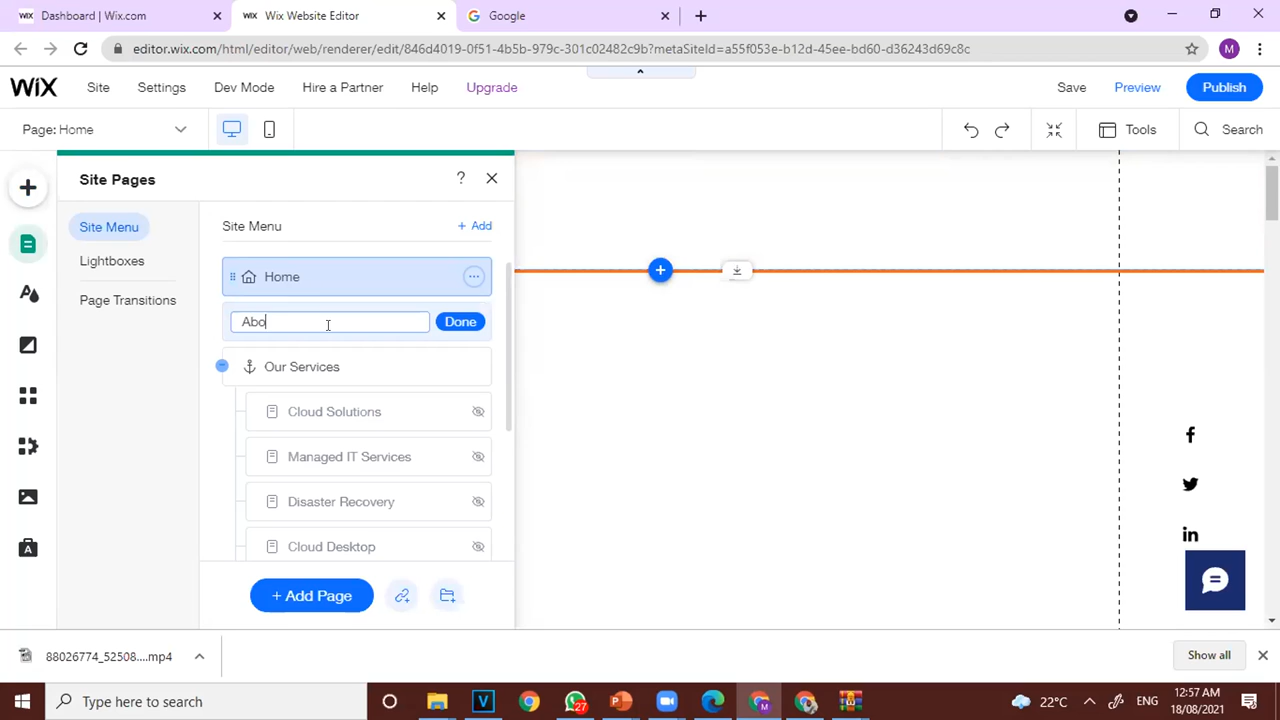 Dashboard | Wix.com
Wix Website Editor
Google
editor.wix.com/html/editor/web/renderer/edit/846d4019-0f51-4b5b-979c-301c02482c9b?metaSiteId=a55f053e-b12d-45ee-bd60-d36243d69c8c
M
WiX
Site
Settings
Dev Mode
Hire a Partner
Help
Upgrade
Save
Preview
Publish
Page: Home
Tools
Search
Site Pages
?
Site Menu
Lightboxes
Page Transitions
Site Menu
+ Add
Home
Abo
Done
Our Services
Cloud Solutions
Managed IT Services
Disaster Recovery
Cloud Desktop
+ Add Page
88026774_52508....mp4
Show all
Type here to search
27
22°C
ENG
12:57 AM
18/08/2021